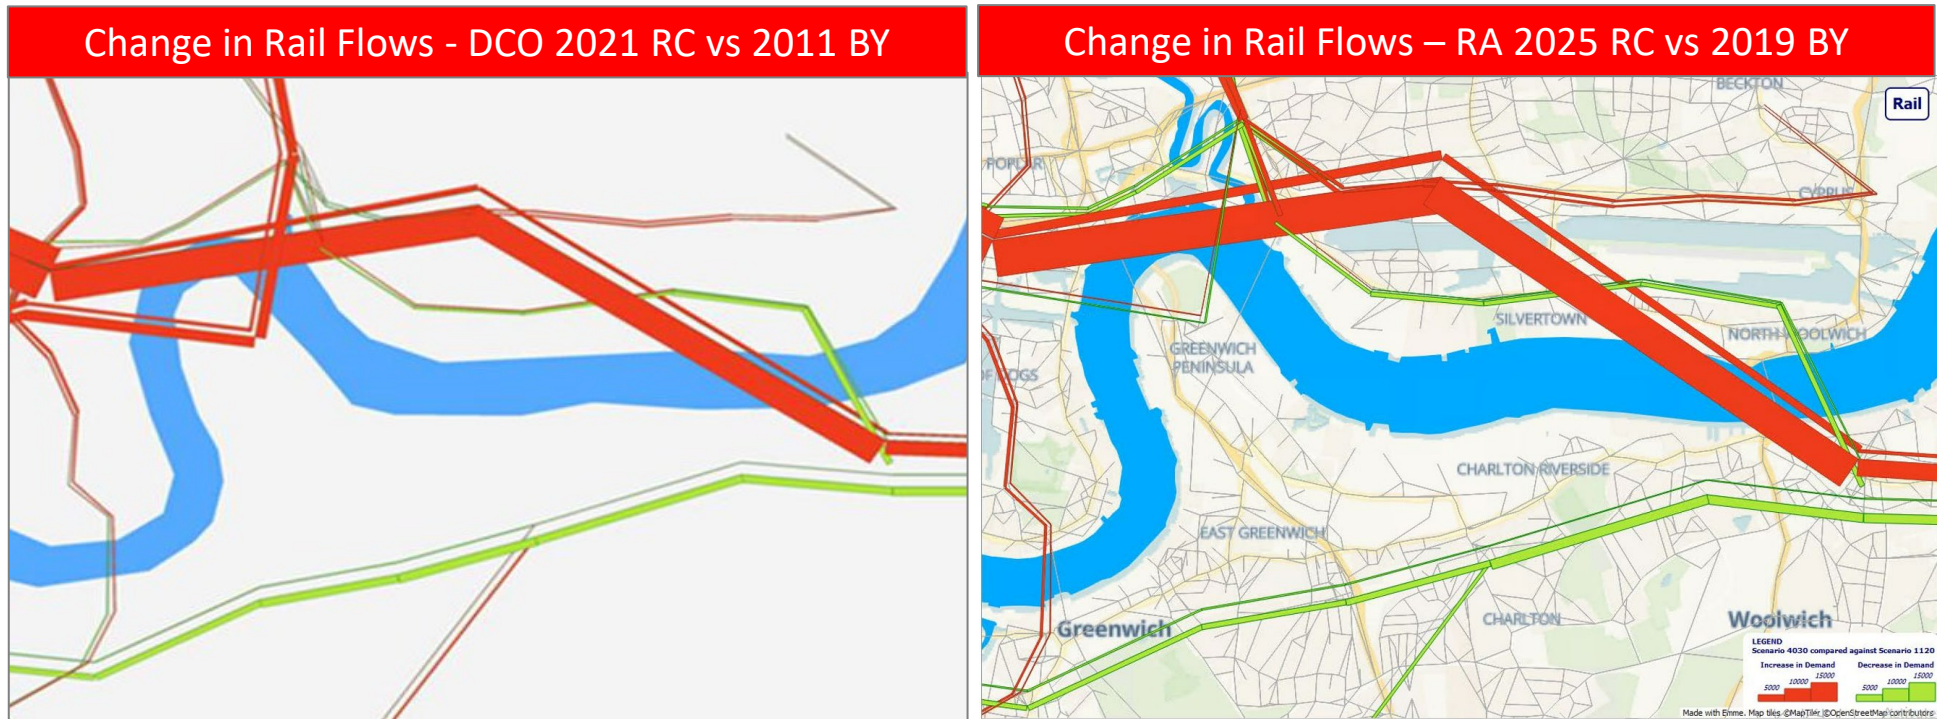 Change in Rail Flows - DCO 2021 RC vs 2011 BY
Change in Rail Flows – RA 2025 RC vs 2019 BY
BECKTON
Rail
POPLAR
CYPRUS
SILVERTOWN
NORTH WOOLWICH
GREENWICH
PENINSULA
OF DOGS
CHARLTON RIVERSIDE
EAST GREENWICH
CHARLTON
Woolwich
Greenwich
LEGEND
Scenario 4030 compared against Scenario 1120
Increase in Demand Decrease in Demand
5000 10000 15000 5000 10000 15000
Made with Emme. Map tiles ©MapTiler ©OpenStreetMap contributors